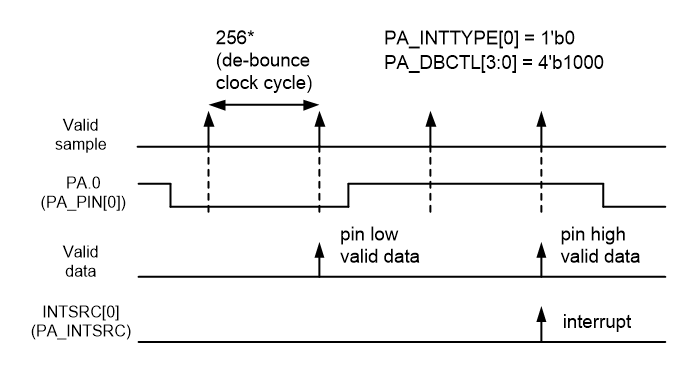 256*
(de-bounce
clock cycle)
PA_INTTYPE[0] = 1'b0
PA_DBCTL[3:0] = 4'b1000
Valid
sample
PA.0
(PA_PIN[0])
pin low
valid data
pin high
valid data
Valid
data
INTSRC[0]
(PA_INTSRC)
interrupt